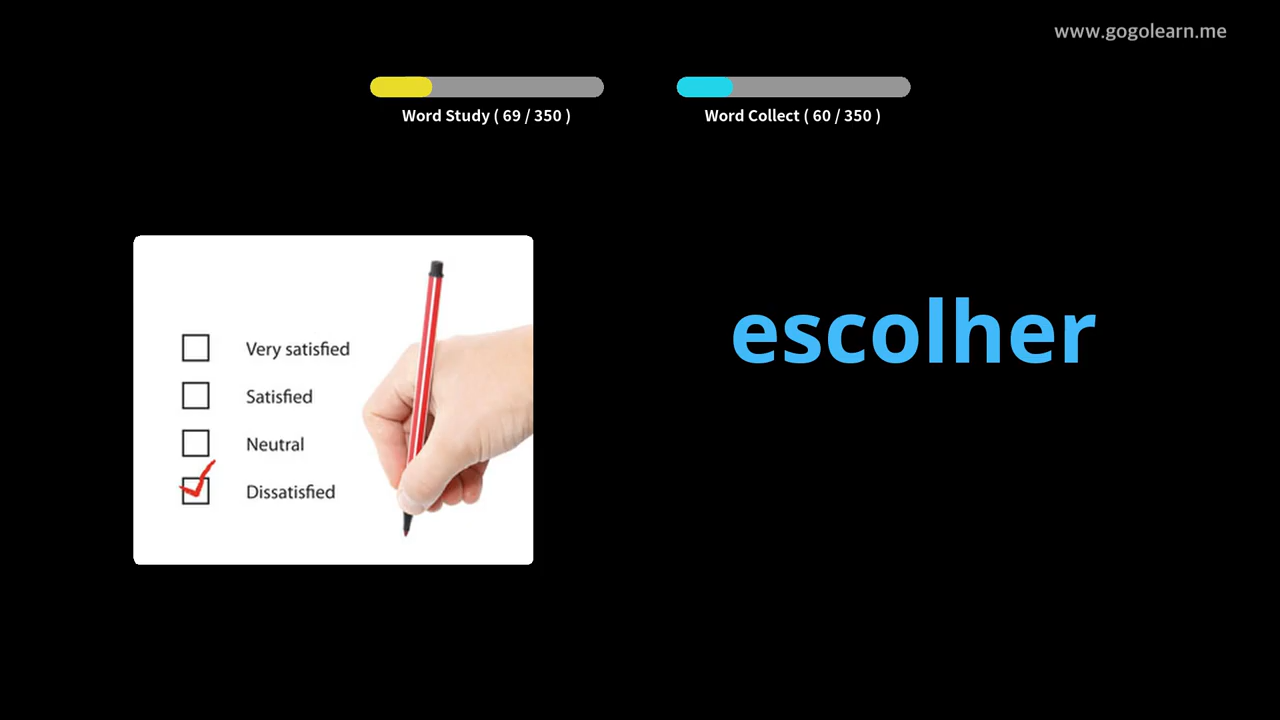 www.gogolearn.me
Word Study ( 69 / 350 )
Word Collect ( 60 / 350 )
Very satisfied
Satisfied
Neutral
Dissatisfied
escolher